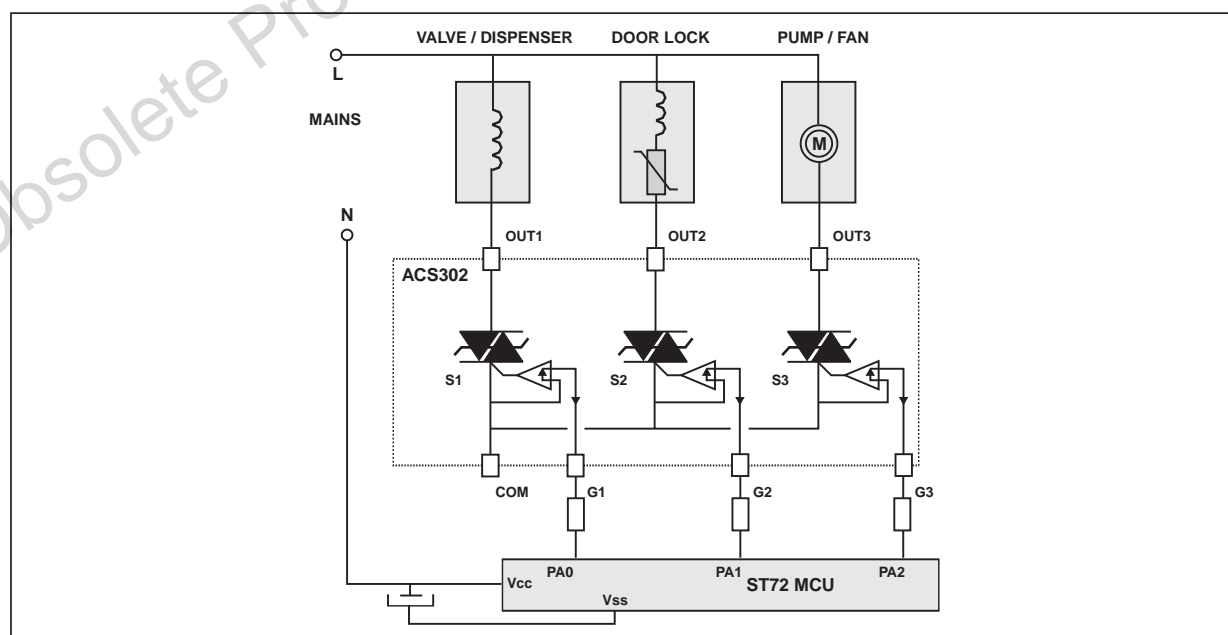 Obsolete Pro
VALVE / DISPENSER DOOR LOCK PUMP / FAN
L
MAINS
M
N
OUT1 OUT2 OUT3
ACS302
S1 S2 S3
COM G1 G2 G3
PA0 PA1 PA2
Vcc ST72 MCU
Vss